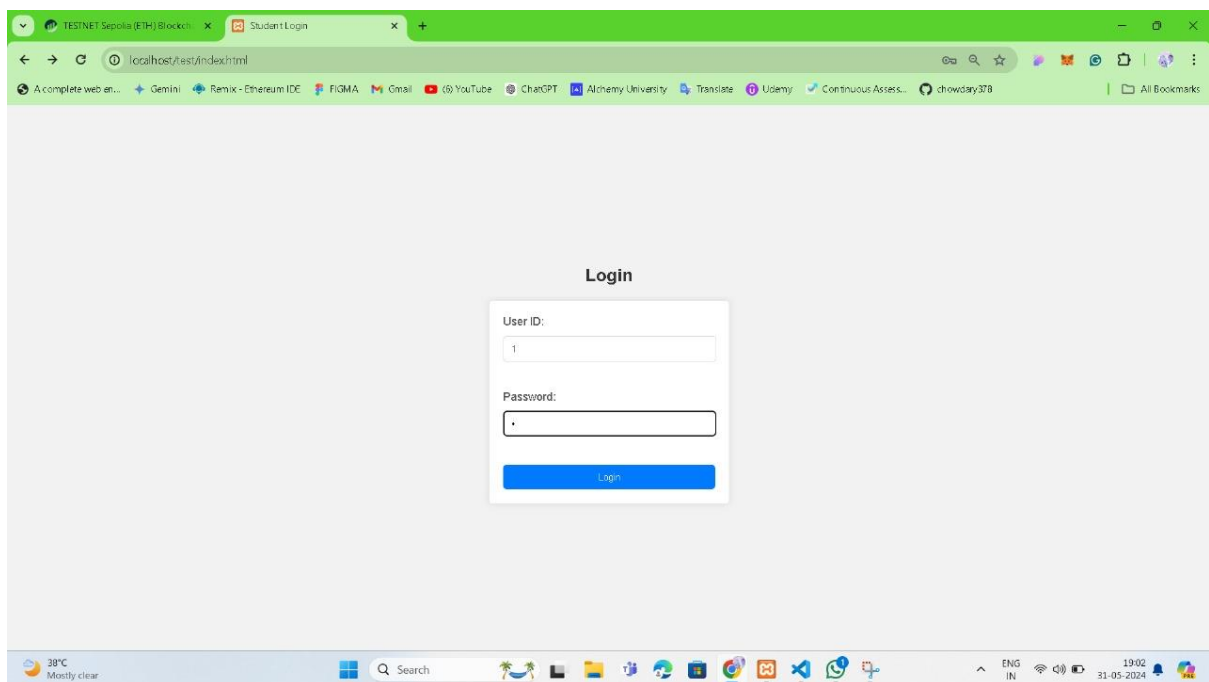 TESTNET Sepolia (ETH) Blockch
Student Login
localhost/test/index.html
A complete web en... Gemini Remix - Ethereum IDE FIGMA Gmail (6) YouTube ChatGPT Alchemy University Translate Udemy Continuous Assess... chowdary378 All Bookmarks
Login
User ID:
1
Password:
•
Login
38°C
Mostly clear
Search
ENG
IN
19:02
31-05-2024